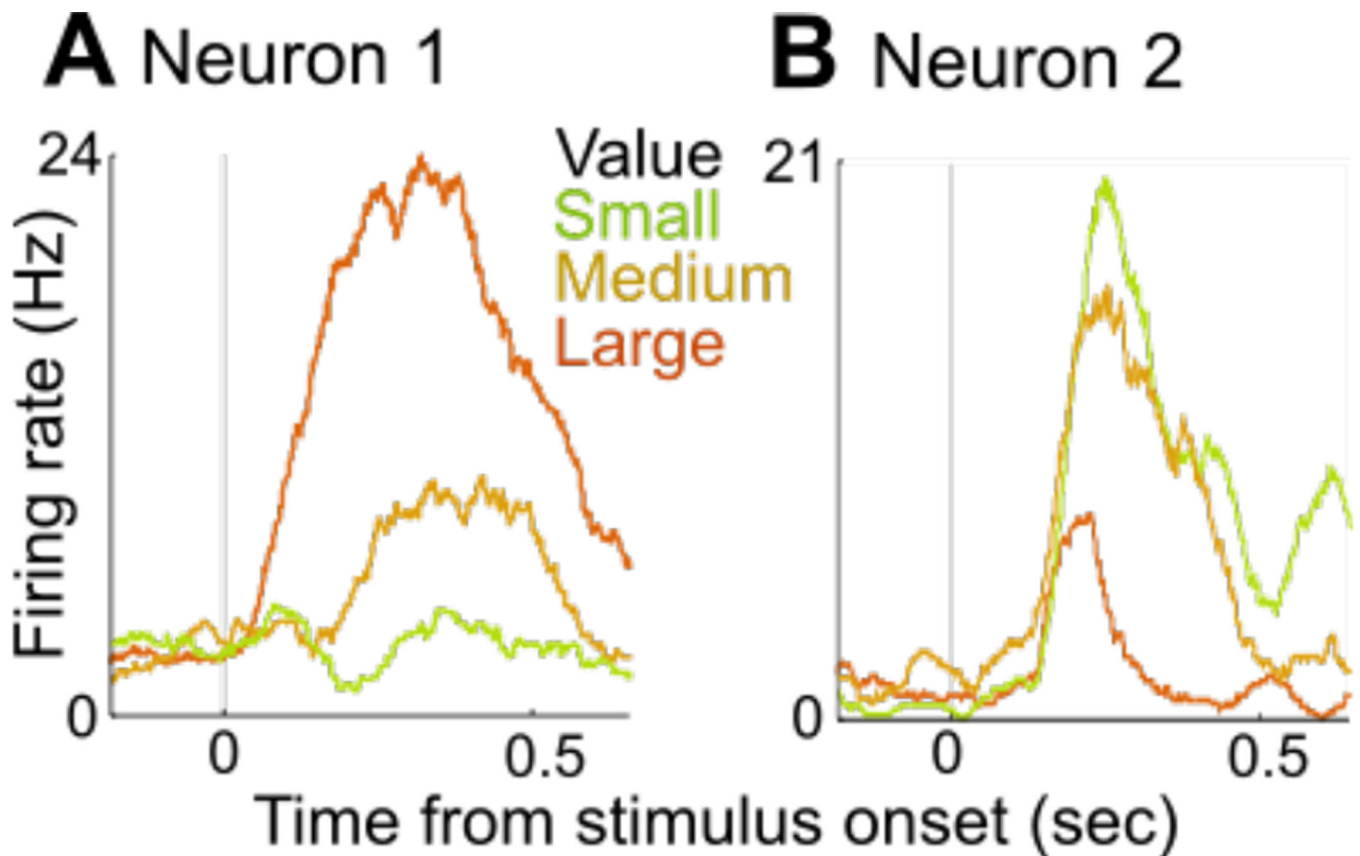 A Neuron 1
B Neuron 2
24
Value
Small
Medium
Large
21
Firing rate (Hz)
0
0
0
0.5
0
0.5
Time from stimulus onset (sec)